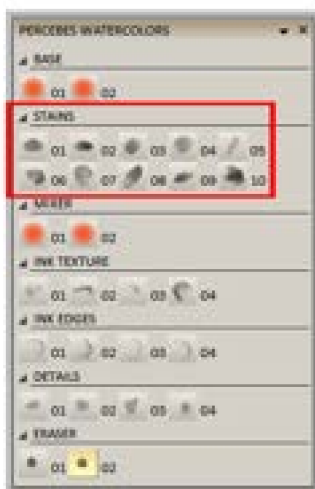 PERCEBES WATERCOLORS
BASE
01 02
STAINS
01 02 03 04 05
06 07 08 09 10
MIXER
01 02
INK TEXTURE
01 02 03 04
INK EDGES
01 02 03 04
DETAILS
01 02 03 04
ERASER
01 02